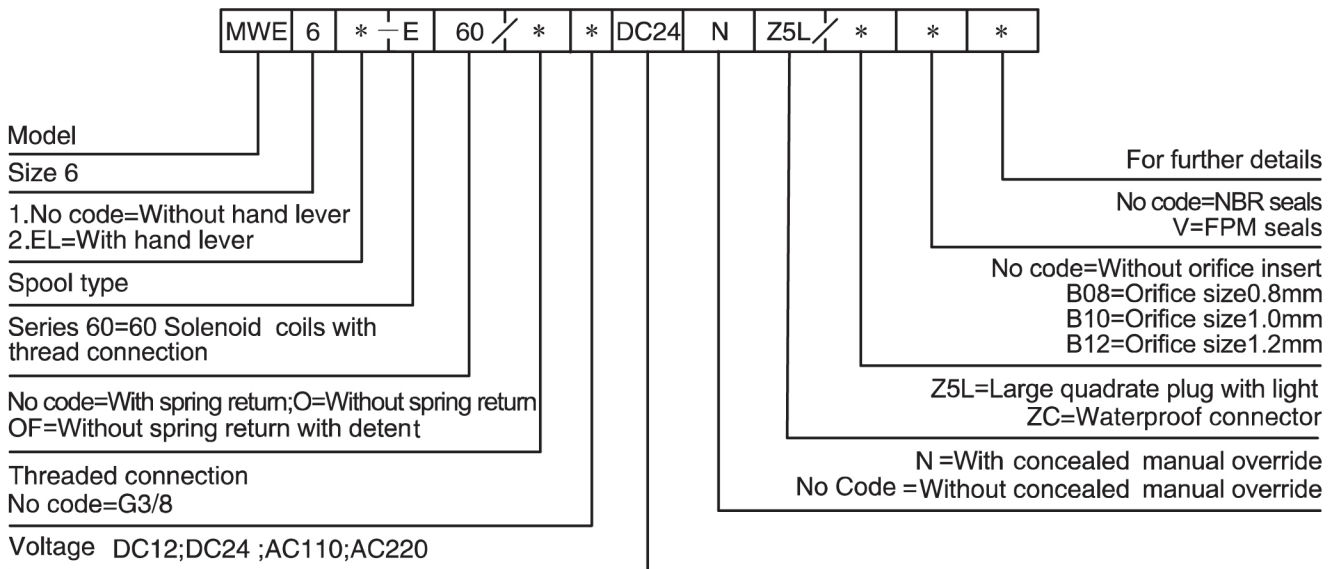 MWE 6 * - E 60 / * * DC24 N Z5L / * * *
Model
Size 6
1.No code=Without hand lever
2.EL=With hand lever
Spool type
Series 60=60 Solenoid coils with
thread connection
No code=With spring return;O=Without spring return
OF=Without spring return with detent
Threaded connection
No code=G3/8
Voltage DC12;DC24 ;AC110;AC220
For further details
No code=NBR seals
V=FPM seals
No code=Without orifice insert
B08=Orifice size0.8mm
B10=Orifice size1.0mm
B12=Orifice size1.2mm
Z5L=Large quadrate plug with light
ZC=Waterproof connector
N =With concealed manual override
No Code =Without concealed manual override